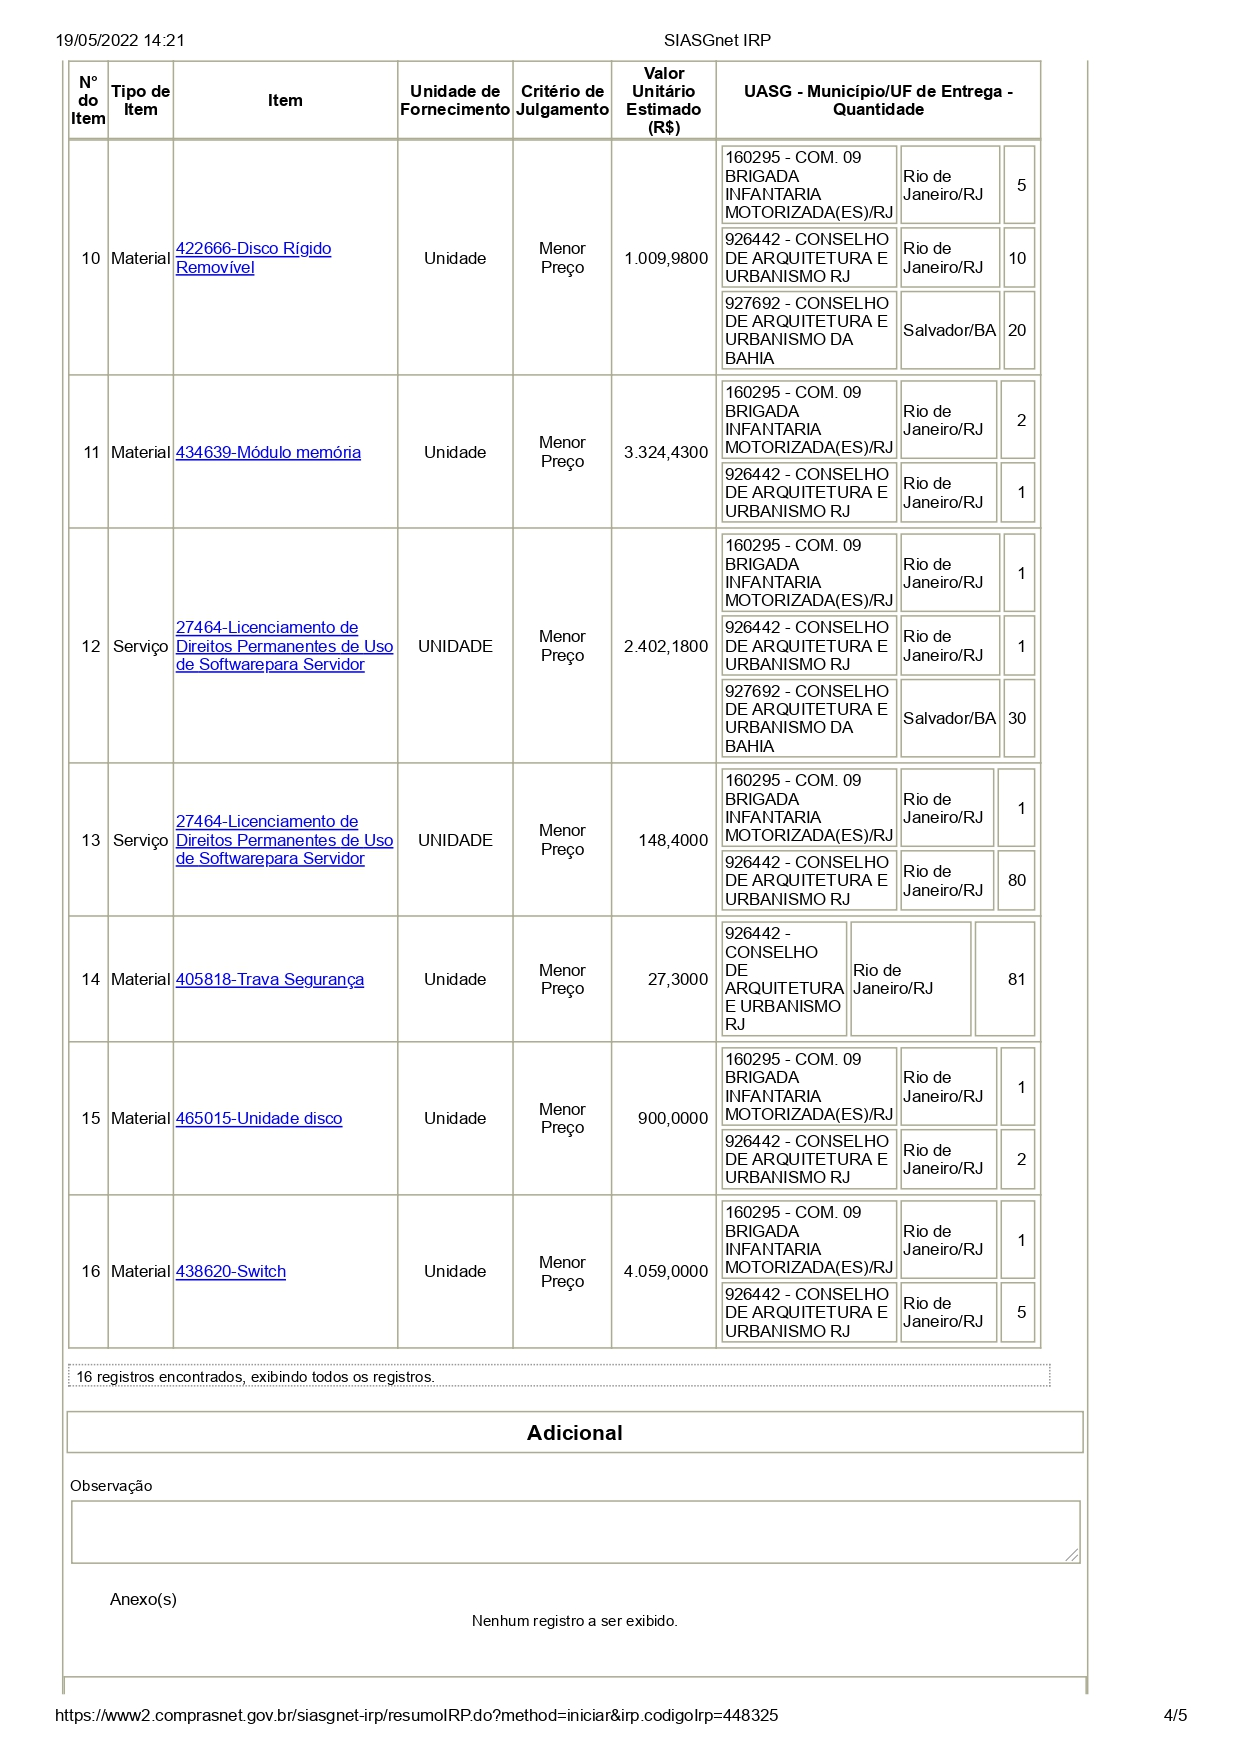 19/05/2022 14:21
SIASGnet IRP
N°
do
Item
Tipo de
Item
Item
Unidade de
Fornecimento
Critério de
Julgamento
Valor
Unitário
Estimado
(R$)
UASG - Município/UF de Entrega -
Quantidade
10
Material
422666-Disco Rígido
Removível
Unidade
Menor
Preço
1.009,9800
160295 - COM. 09
BRIGADA
INFANTARIA
MOTORIZADA(ES)/RJ
Rio de
Janeiro/RJ
5
926442 - CONSELHO
DE ARQUITETURA E
URBANISMO RJ
Rio de
Janeiro/RJ
10
927692 - CONSELHO
DE ARQUITETURA E
URBANISMO DA
BAHIA
Salvador/BA
20
11
Material
434639-Módulo memória
Unidade
Menor
Preço
3.324,4300
160295 - COM. 09
BRIGADA
INFANTARIA
MOTORIZADA(ES)/RJ
Rio de
Janeiro/RJ
2
926442 - CONSELHO
DE ARQUITETURA E
URBANISMO RJ
Rio de
Janeiro/RJ
1
12
Serviço
27464-Licenciamento de
Direitos Permanentes de Uso
de Softwarepara Servidor
UNIDADE
Menor
Preço
2.402,1800
160295 - COM. 09
BRIGADA
INFANTARIA
MOTORIZADA(ES)/RJ
Rio de
Janeiro/RJ
1
926442 - CONSELHO
DE ARQUITETURA E
URBANISMO RJ
Rio de
Janeiro/RJ
1
927692 - CONSELHO
DE ARQUITETURA E
URBANISMO DA
BAHIA
Salvador/BA
30
13
Serviço
27464-Licenciamento de
Direitos Permanentes de Uso
de Softwarepara Servidor
UNIDADE
Menor
Preço
148,4000
160295 - COM. 09
BRIGADA
INFANTARIA
MOTORIZADA(ES)/RJ
Rio de
Janeiro/RJ
1
926442 - CONSELHO
DE ARQUITETURA E
URBANISMO RJ
Rio de
Janeiro/RJ
80
14
Material
405818-Trava Segurança
Unidade
Menor
Preço
27,3000
926442 -
CONSELHO
DE
ARQUITETURA
E URBANISMO
RJ
Rio de
Janeiro/RJ
81
15
Material
465015-Unidade disco
Unidade
Menor
Preço
900,0000
160295 - COM. 09
BRIGADA
INFANTARIA
MOTORIZADA(ES)/RJ
Rio de
Janeiro/RJ
1
926442 - CONSELHO
DE ARQUITETURA E
URBANISMO RJ
Rio de
Janeiro/RJ
2
16
Material
438620-Switch
Unidade
Menor
Preço
4.059,0000
160295 - COM. 09
BRIGADA
INFANTARIA
MOTORIZADA(ES)/RJ
Rio de
Janeiro/RJ
1
926442 - CONSELHO
DE ARQUITETURA E
URBANISMO RJ
Rio de
Janeiro/RJ
5
16 registros encontrados, exibindo todos os registros.
Adicional
Observação
Anexo(s)
Nenhum registro a ser exibido.
https://www2.comprasnet.gov.br/siasgnet-irp/resumoIRP.do?method=iniciar&irp.codigoIrp=448325
4/5